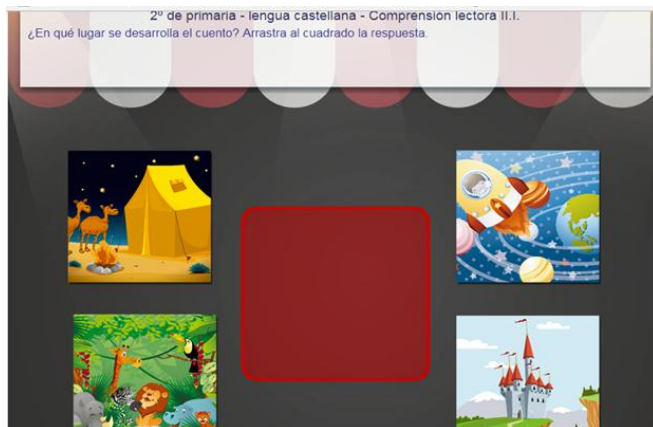 2º de primaria - lengua castellana - Comprensión lectora II.I.
¿En qué lugar se desarrolla el cuento? Arrastra al cuadrado la respuesta.